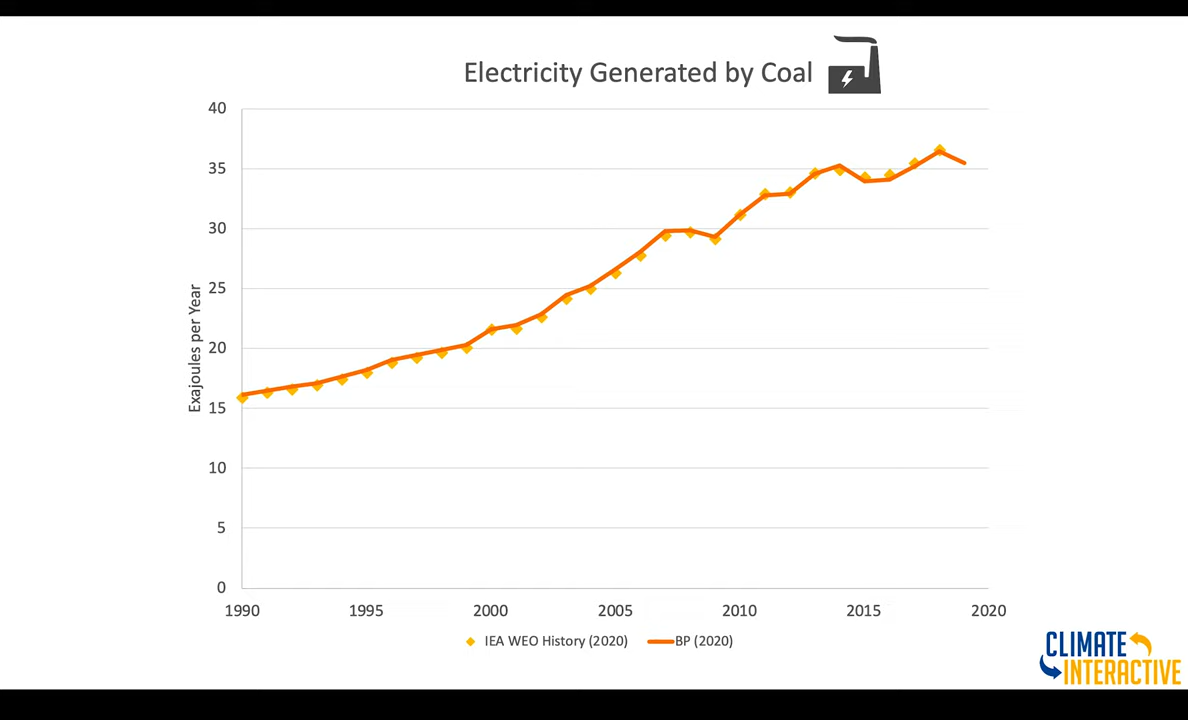 Electricity Generated by Coal
40
35
30
25
20
15
10
5
0
Exajoules per Year
1990 1995 2000 2005 2010 2015 2020
IEA WEO History (2020) BP (2020)
CLIMATE
INTERACTIVE